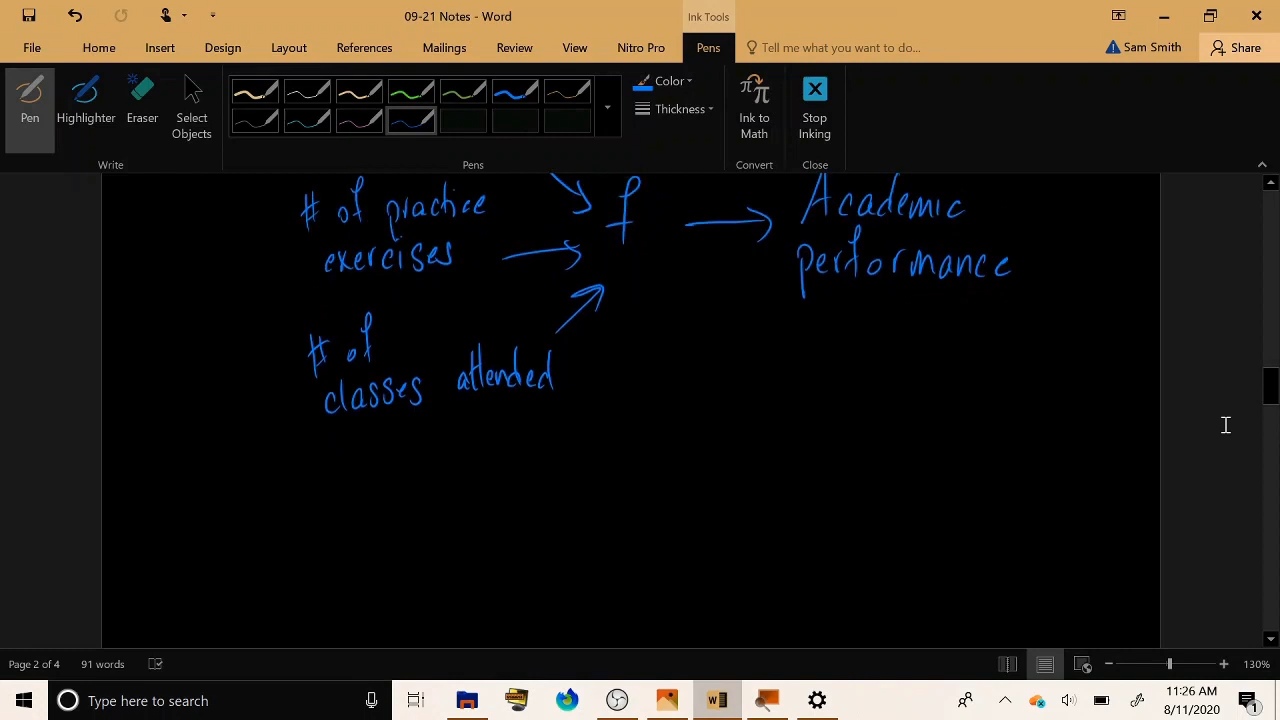 09-21 Notes - Word
Ink Tools
File
Home
Insert
Design
Layout
References
Mailings
Review
View
Nitro Pro
Pens
Tell me what you want to do...
Sam Smith
Share
Pen
Highlighter
Eraser
Select
Objects
Color
Thickness
Ink to
Math
Stop
Inking
Write
Pens
Convert
Close
# of practice
exercises
f
Academic
performance
# of
classes attended
Page 2 of 4
91 words
130%
Type here to search
11:26 AM
8/11/2020
1